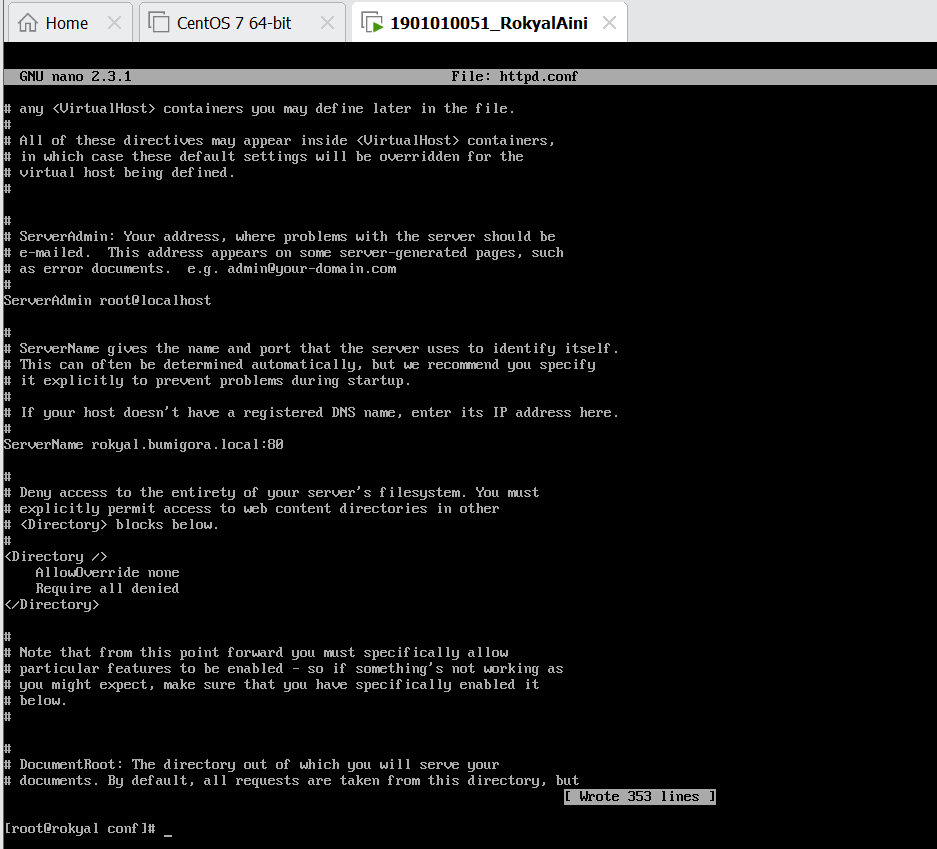 Home
CentOS 7 64-bit
1901010051_RokyalAini
GNU nano 2.3.1 File: httpd.conf
# any <VirtualHost> containers you may define later in the file.
#
# All of these directives may appear inside <VirtualHost> containers,
# in which case these default settings will be overridden for the
# virtual host being defined.
#
#
# ServerAdmin: Your address, where problems with the server should be
# e-mailed.  This address appears on some server-generated pages, such
# as error documents.  e.g. admin@your-domain.com
#
ServerAdmin root@localhost
#
# ServerName gives the name and port that the server uses to identify itself.
# This can often be determined automatically, but we recommend you specify
# it explicitly to prevent problems during startup.
#
# If your host doesn't have a registered DNS name, enter its IP address here.
#
ServerName rokyal.bumigora.local:80
#
# Deny access to the entirety of your server's filesystem. You must
# explicitly permit access to web content directories in other
# <Directory> blocks below.
#
<Directory />
    AllowOverride none
    Require all denied
</Directory>
#
# Note that from this point forward you must specifically allow
# particular features to be enabled - so if something's not working as
# you might expect, make sure that you have specifically enabled it
# below.
#
#
# DocumentRoot: The directory out of which you will serve your
# documents. By default, all requests are taken from this directory, but
[ Wrote 353 lines ]
[root@rokyal conf]# _